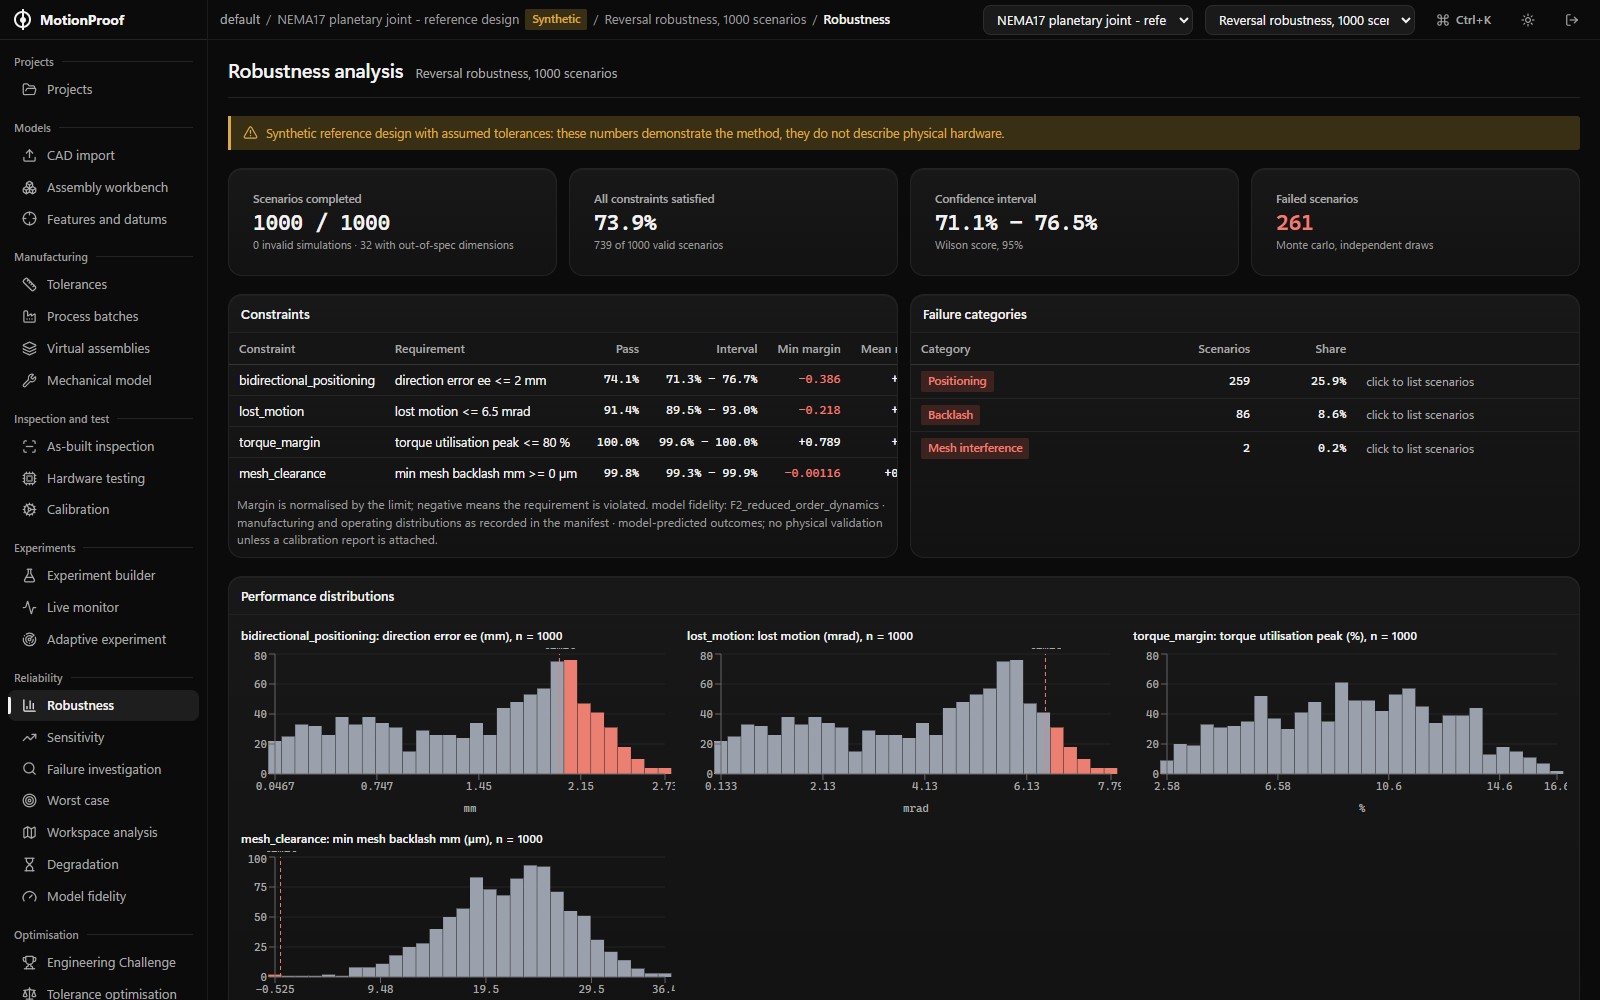 MotionProof
default / NEMA17 planetary joint - reference design Synthetic / Reversal robustness, 1000 scenarios / Robustness
NEMA17 planetary joint - refe
Reversal robustness, 1000 scer
Ctrl+K
Projects
Projects
Models
CAD import
Assembly workbench
Features and datums
Manufacturing
Tolerances
Process batches
Virtual assemblies
Mechanical model
Inspection and test
As-built inspection
Hardware testing
Calibration
Experiments
Experiment builder
Live monitor
Adaptive experiment
Reliability
Robustness
Sensitivity
Failure investigation
Worst case
Workspace analysis
Degradation
Model fidelity
Optimisation
Engineering Challenge
Tolerance optimisation
Robustness analysis Reversal robustness, 1000 scenarios
Synthetic reference design with assumed tolerances: these numbers demonstrate the method, they do not describe physical hardware.
Scenarios completed
1000 / 1000
0 invalid simulations · 32 with out-of-spec dimensions
All constraints satisfied
73.9%
739 of 1000 valid scenarios
Confidence interval
71.1% – 76.5%
Wilson score, 95%
Failed scenarios
261
Monte carlo, independent draws
Constraints
Constraint Requirement Pass Interval Min margin Mean
bidirectional_positioning direction error ee <= 2 mm 74.1% 71.3% – 76.7% −0.386 +
lost_motion lost motion <= 6.5 mrad 91.4% 89.5% – 93.0% −0.218 +
torque_margin torque utilisation peak <= 80 % 100.0% 99.6% – 100.0% +0.789 +
mesh_clearance min mesh backlash mm >= 0 µm 99.8% 99.3% – 99.9% −0.00116 +0
Margin is normalised by the limit; negative means the requirement is violated. model fidelity: F2_reduced_order_dynamics ·
manufacturing and operating distributions as recorded in the manifest · model-predicted outcomes; no physical validation
unless a calibration report is attached.
Failure categories
Category Scenarios Share
Positioning 259 25.9% click to list scenarios
Backlash 86 8.6% click to list scenarios
Mesh interference 2 0.2% click to list scenarios
Performance distributions
bidirectional_positioning: direction error ee (mm), n = 1000
80
60
40
20
0
0.0467 0.747 1.45 2.15 2.7
mm
lost_motion: lost motion (mrad), n = 1000
80
60
40
20
0
0.133 2.13 4.13 6.13 7.79
mrad
torque_margin: torque utilisation peak (%), n = 1000
80
60
40
20
0
2.58 6.58 10.6 14.6 16.6
%
mesh_clearance: min mesh backlash mm (µm), n = 1000
100
75
50
25
0
−0.525 9.48 19.5 29.5 36.